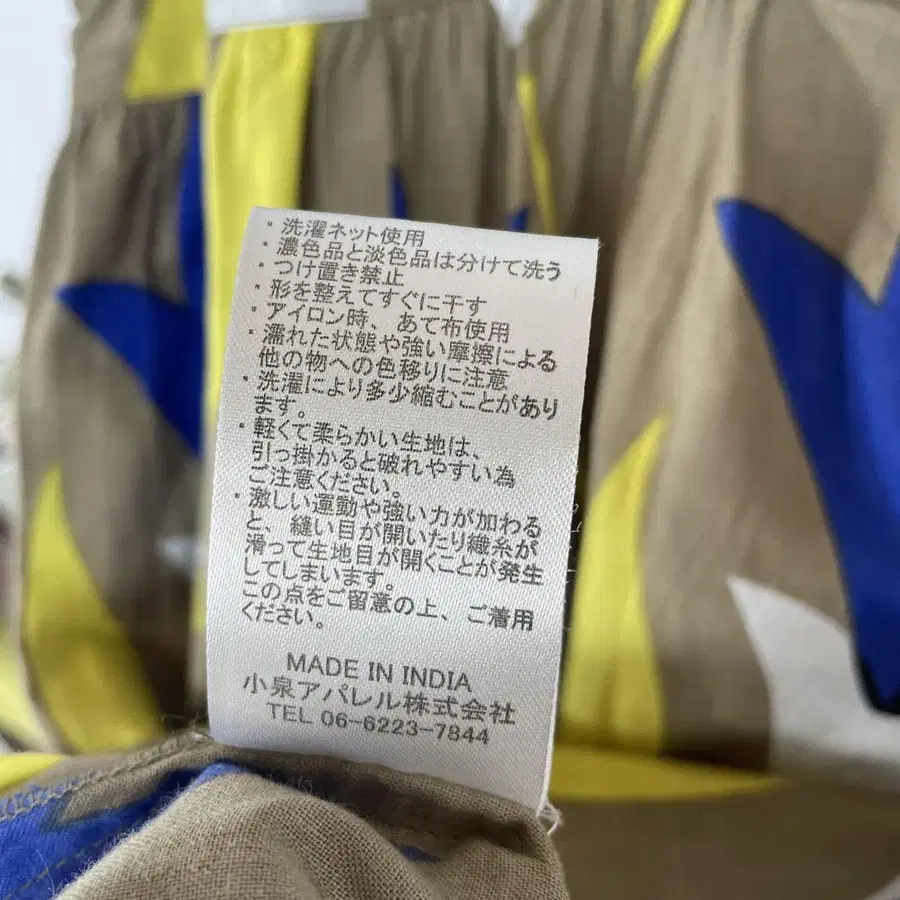 ・洗濯ネット使用
・濃色品と淡色品は分けて洗う
・つけ置き禁止
・形を整えてすぐに干す
・アイロン時、あて布使用
・濡れた状態や強い摩擦による
他の物への色移りに注意
・洗濯により多少縮むことがあり
ます。
・軽くて柔らかい生地は、
引っ掛かると破れやすい為
ご注意ください。
・激しい運動や強い力が加わる
と、縫い目が開いたり織糸が
滑って生地目が開くことが発生
してしまいます。
この点をご留意の上、ご着用
ください。
MADE IN INDIA
小泉アパレル株式会社
TEL 06-6223-7844